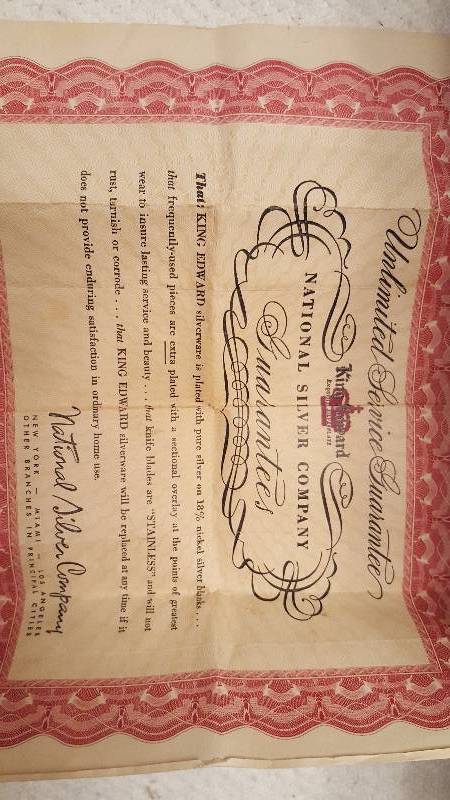 Unlimited Service Guarantee
King Edward
NATIONAL SILVER COMPANY
Guarantees
That: KING EDWARD silverware is plated with pure silver on 18% nickel silver blanks . . .
that frequently-used pieces are extra plated with a sectional overlay at the points of greatest
wear to insure lasting service and beauty . . . that knife blades are "STAINLESS" and will not
rust, tarnish or corrode . . . that KING EDWARD silverware will be replaced at any time if it
does not provide enduring satisfaction in ordinary home use.
National Silver Company
NEW YORK — MIAMI — LOS ANGELES
OTHER BRANCHES IN PRINCIPAL CITIES